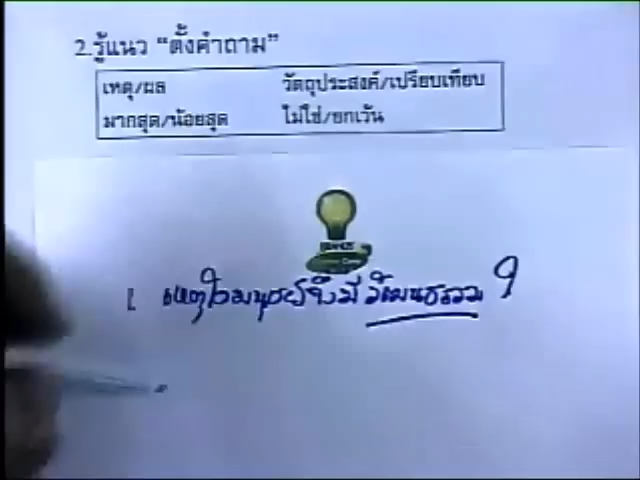 2.รู้แนว “ตั้งคำถาม”
เหตุ/ผล วัตถุประสงค์/เปรียบเทียบ
มากสุด/น้อยสุด ไม่ใช่/ยกเว้น
1 เหตุใดมนุษย์จึงมีวัฒนธรรม ?